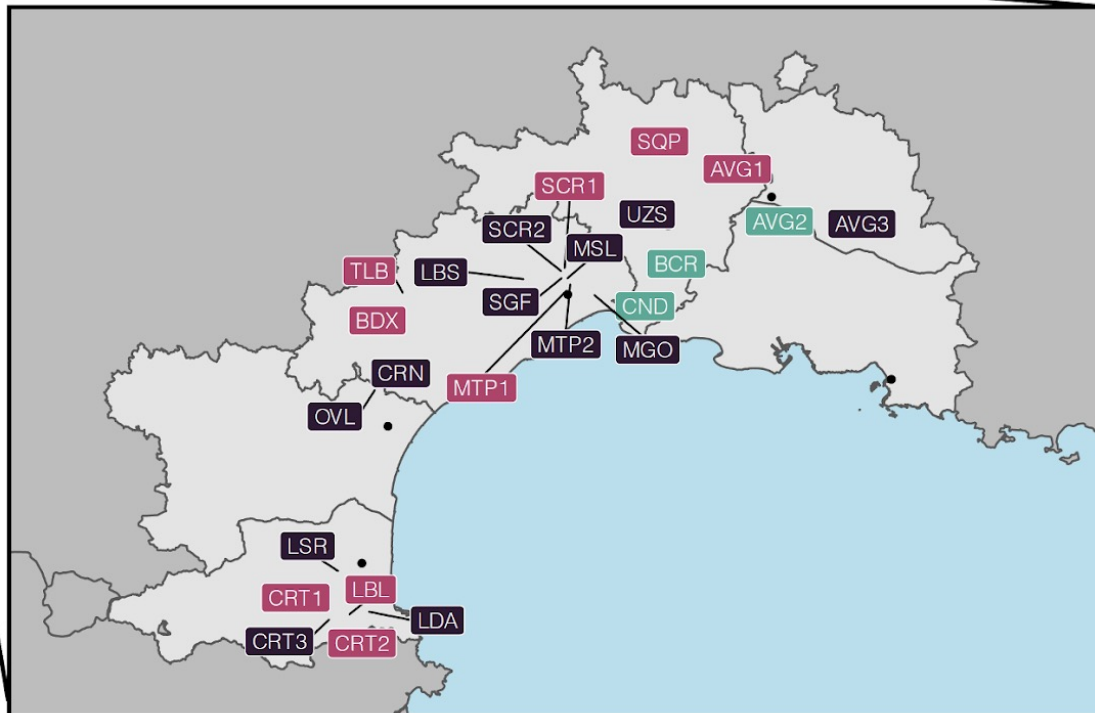 SQP
AVG1
SCR1
UZS
AVG2
AVG3
SCR2
MSL
TLB
LBS
BCR
SGF
CND
BDX
MTP2
MGO
CRN
MTP1
OVL
LSR
LBL
CRT1
LDA
CRT3
CRT2